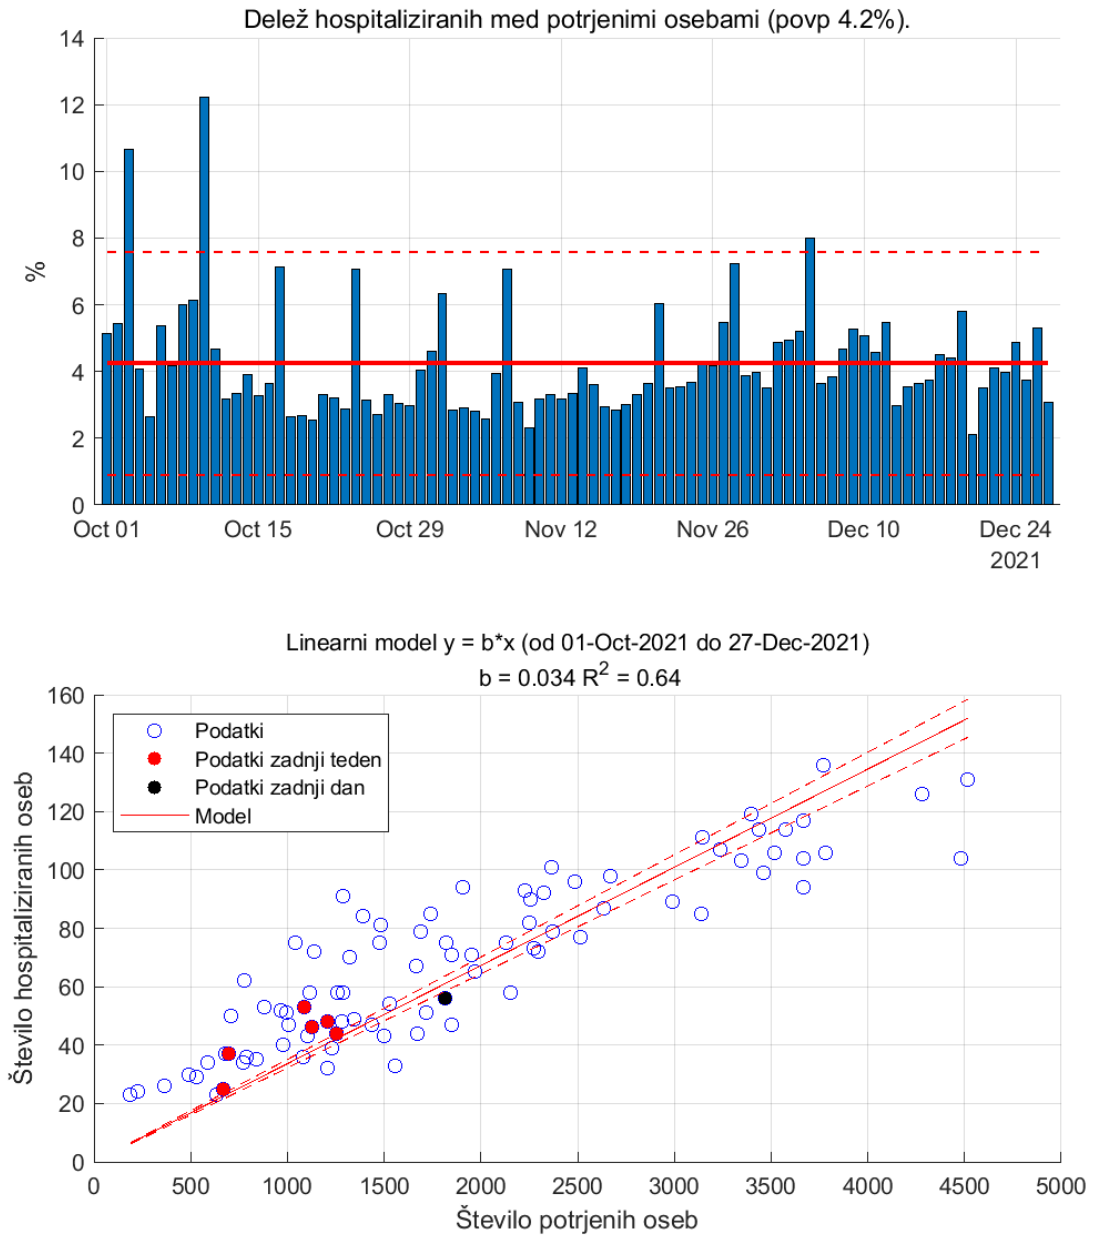 Delež hospitaliziranih med potrjenimi osebami (povp 4.2%).
14
12
10
8
6
4
2
0
%
Oct 01 Oct 15 Oct 29 Nov 12 Nov 26 Dec 10 Dec 24
2021
Linearni model y = b*x (od 01-Oct-2021 do 27-Dec-2021)
b = 0.034 R² = 0.64
160
140
120
100
80
60
40
20
0
Število hospitaliziranih oseb
Podatki
Podatki zadnji teden
Podatki zadnji dan
Model
0 500 1000 1500 2000 2500 3000 3500 4000 4500 5000
Število potrjenih oseb